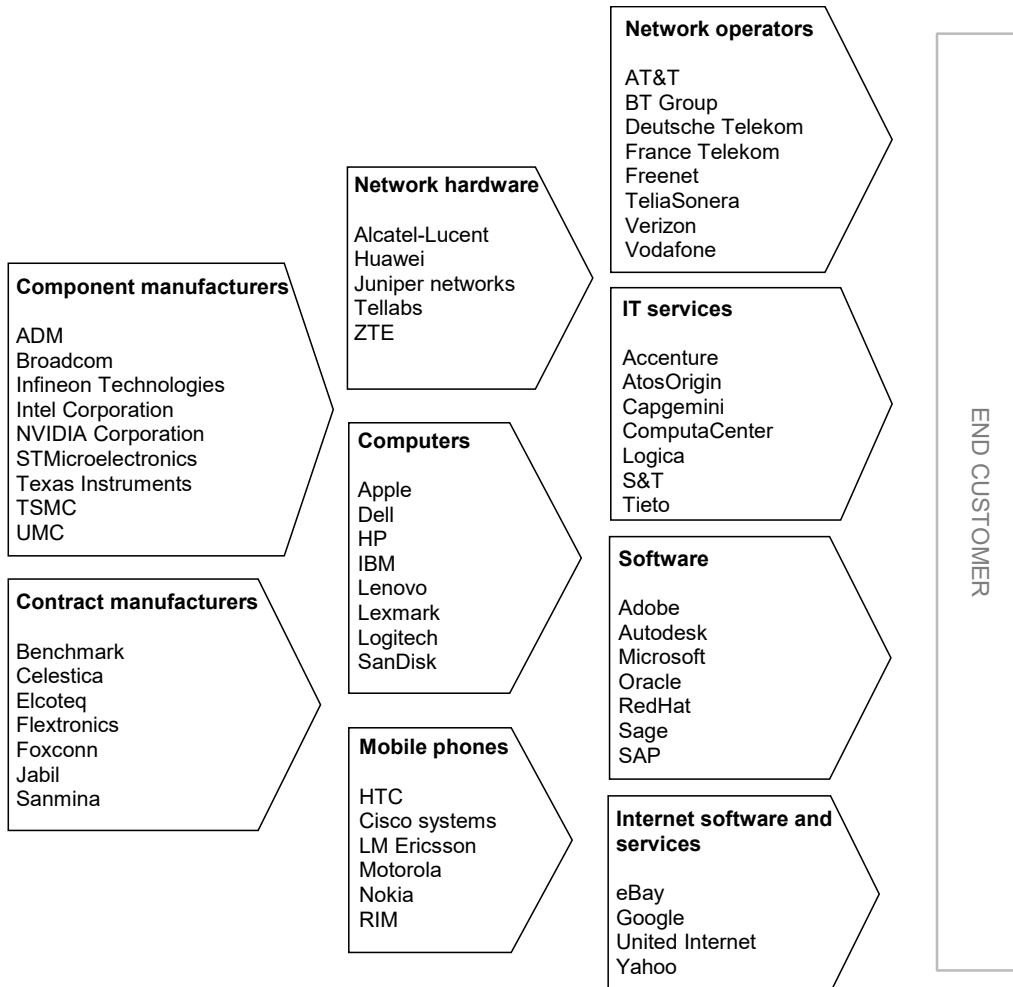 Component manufacturers
ADM
Broadcom
Infineon Technologies
Intel Corporation
NVIDIA Corporation
STMicroelectronics
Texas Instruments
TSMC
UMC
Contract manufacturers
Benchmark
Celestica
Elcoteq
Flextronics
Foxconn
Jabil
Sanmina
Network hardware
Alcatel-Lucent
Huawei
Juniper networks
Tellabs
ZTE
Computers
Apple
Dell
HP
IBM
Lenovo
Lexmark
Logitech
SanDisk
Mobile phones
HTC
Cisco systems
LM Ericsson
Motorola
Nokia
RIM
Network operators
AT&T
BT Group
Deutsche Telekom
France Telekom
Freenet
TeliaSonera
Verizon
Vodafone
IT services
Accenture
AtosOrigin
Capgemini
ComputaCenter
Logica
S&T
Tieto
Software
Adobe
Autodesk
Microsoft
Oracle
RedHat
Sage
SAP
Internet software and
services
eBay
Google
United Internet
Yahoo
END CUSTOMER